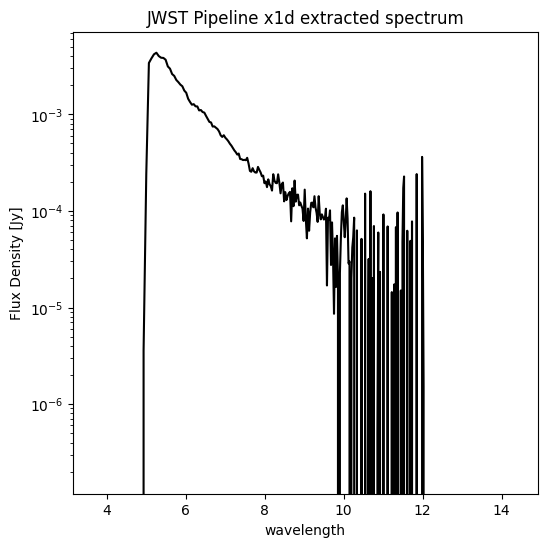 JWST Pipeline x1d extracted spectrum
Flux Density [Jy]
10⁻³
10⁻⁴
10⁻⁵
10⁻⁶
4 6 8 10 12 14
wavelength